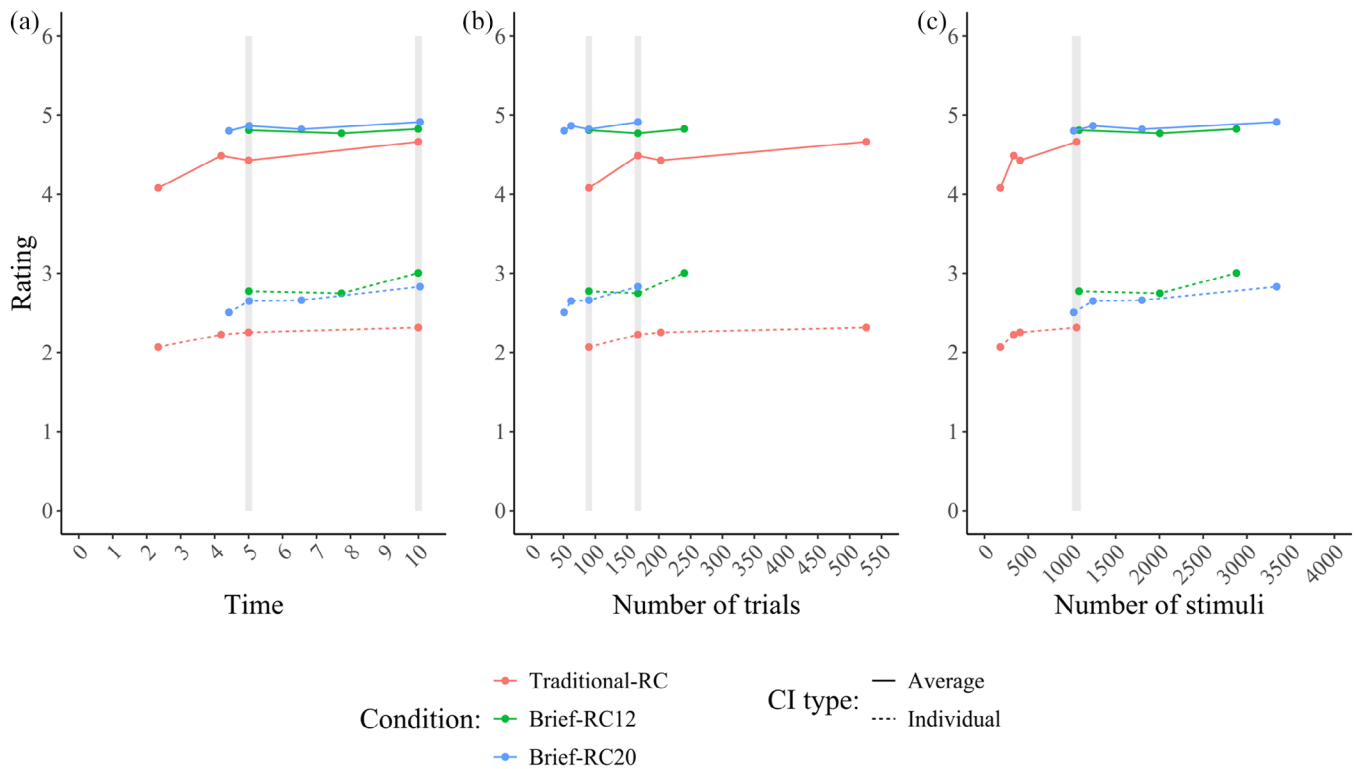 (a)
(b)
(c)
Rating
6
5
4
3
2
1
0
0 1 2 3 4 5 6 7 8 9 10
Time
6
5
4
3
2
1
0
0 50 100 150 200 250 300 350 400 450 500 550
Number of trials
6
5
4
3
2
1
0
0 500 1000 1500 2000 2500 3000 3500 4000
Number of stimuli
Condition:
Traditional-RC
Brief-RC12
Brief-RC20
CI type:
Average
Individual